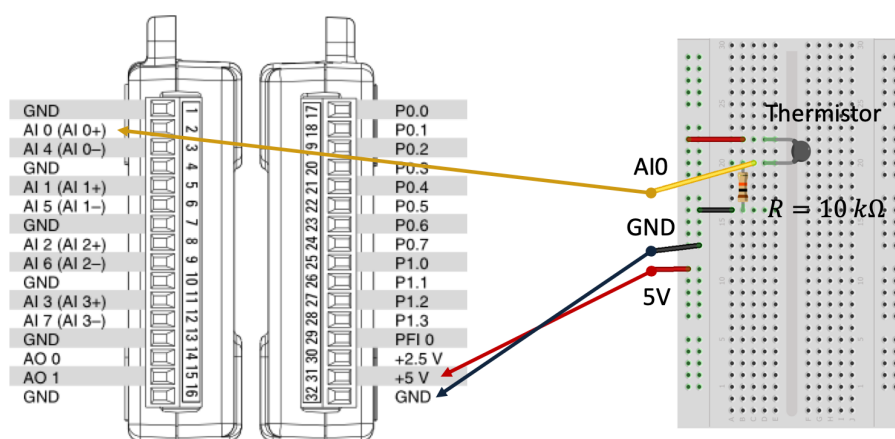 GND 1
AI 0 (AI 0+) 2
AI 4 (AI 0–) 3
GND 4
AI 1 (AI 1+) 5
AI 5 (AI 1–) 6
GND 7
AI 2 (AI 2+) 8
AI 6 (AI 2–) 9
GND 10
AI 3 (AI 3+) 11
AI 7 (AI 3–) 12
GND 13
AO 0 14
AO 1 15
GND 16
17 P0.0
18 P0.1
19 P0.2
20 P0.3
21 P0.4
22 P0.5
23 P0.6
24 P0.7
25 P1.0
26 P1.1
27 P1.2
28 P1.3
29 PFI 0
30 +2.5 V
31 +5 V
32 GND
AI0
GND
5V
Thermistor
R = 10 kΩ